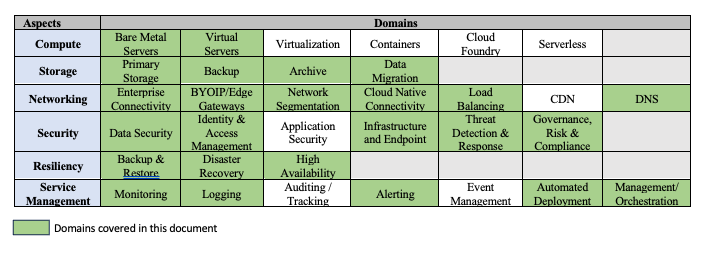 Aspects Domains
Compute Bare Metal Servers Virtual Servers Virtualization Containers Cloud Foundry Serverless
Storage Primary Storage Backup Archive Data Migration
Networking Enterprise Connectivity BYOIP/Edge Gateways Network Segmentation Cloud Native Connectivity Load Balancing CDN DNS
Security Data Security Identity & Access Management Application Security Infrastructure and Endpoint Threat Detection & Response Governance, Risk & Compliance
Resiliency Backup & Restore Disaster Recovery High Availability
Service Management Monitoring Logging Auditing / Tracking Alerting Event Management Automated Deployment Management/ Orchestration
Domains covered in this document